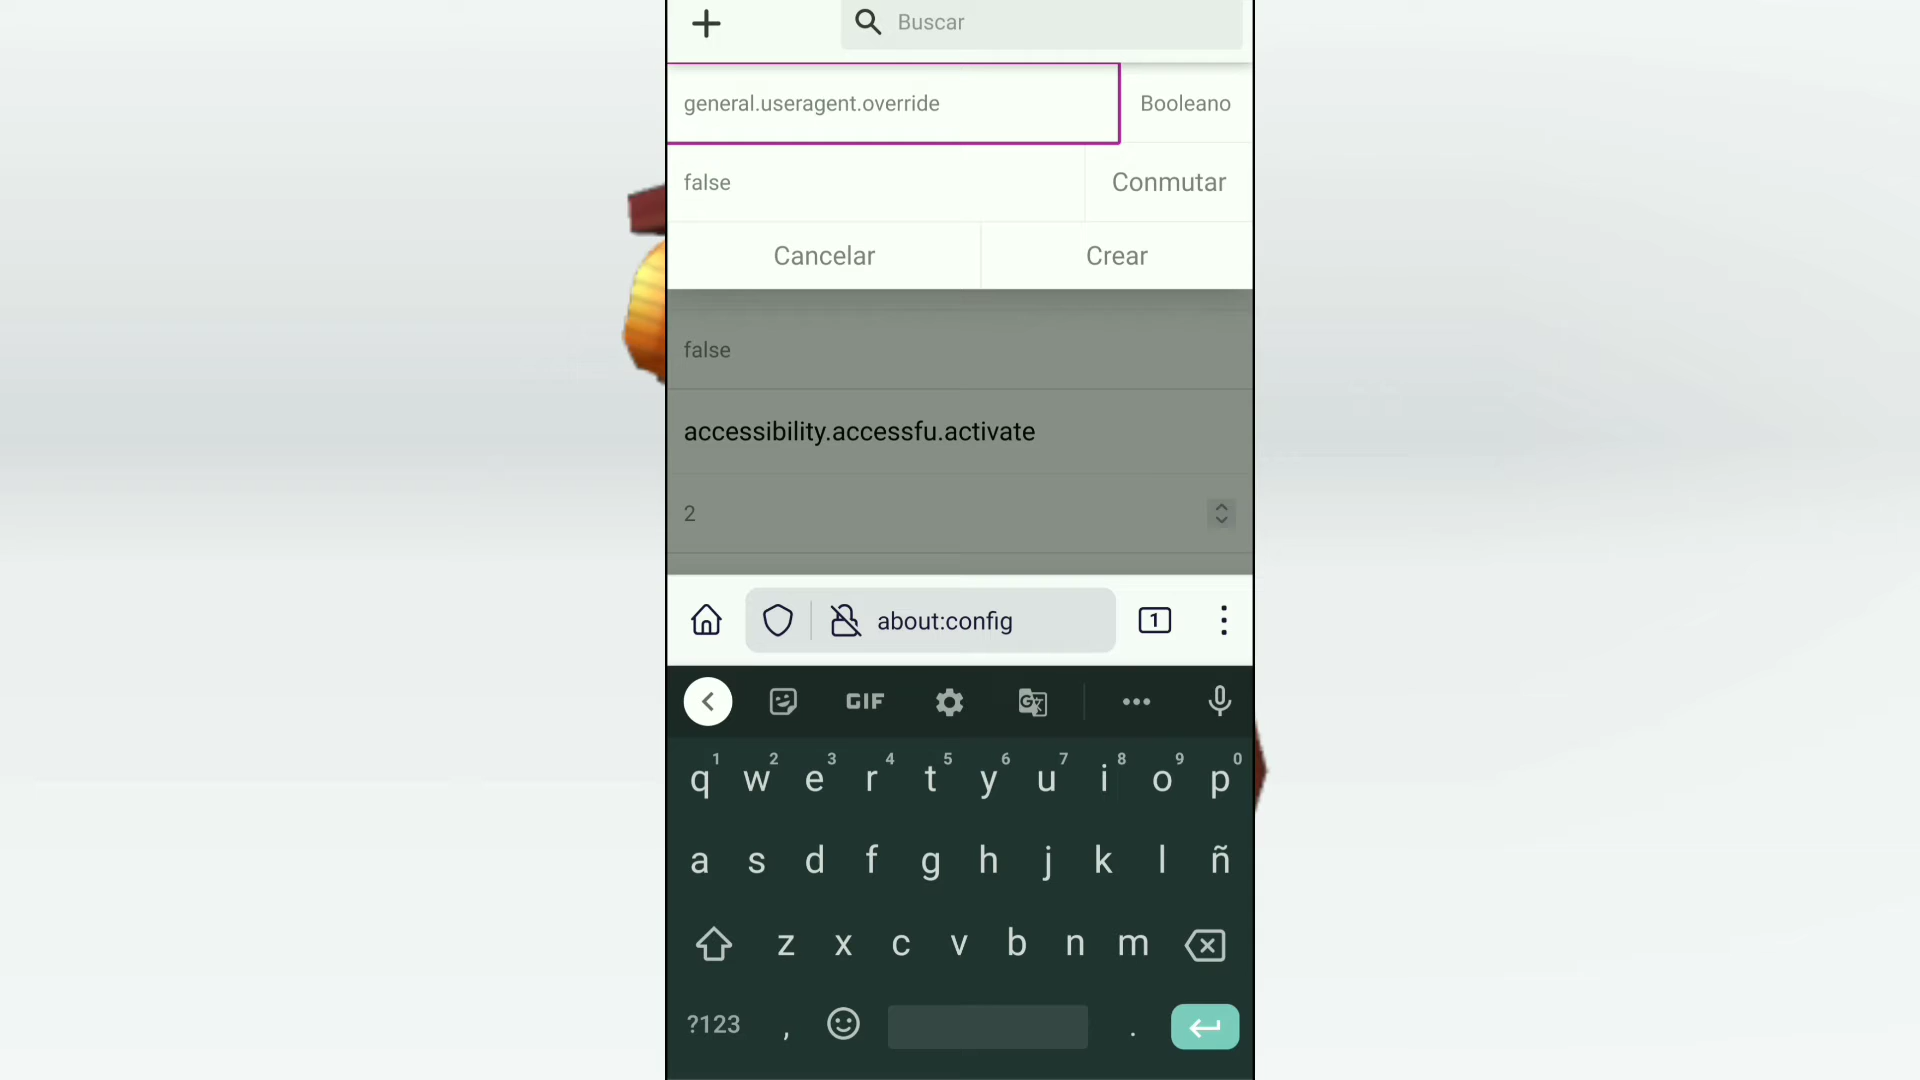 Buscar
general.useragent.override
Booleano
false
Conmutar
Cancelar
Crear
false
accessibility.accessfu.activate
2
about:config
1
GIF
1 2 3 4 5 6 7 8 9 0
q w e r t y u i o p
a s d f g h j k l ñ
z x c v b n m
?123 , .